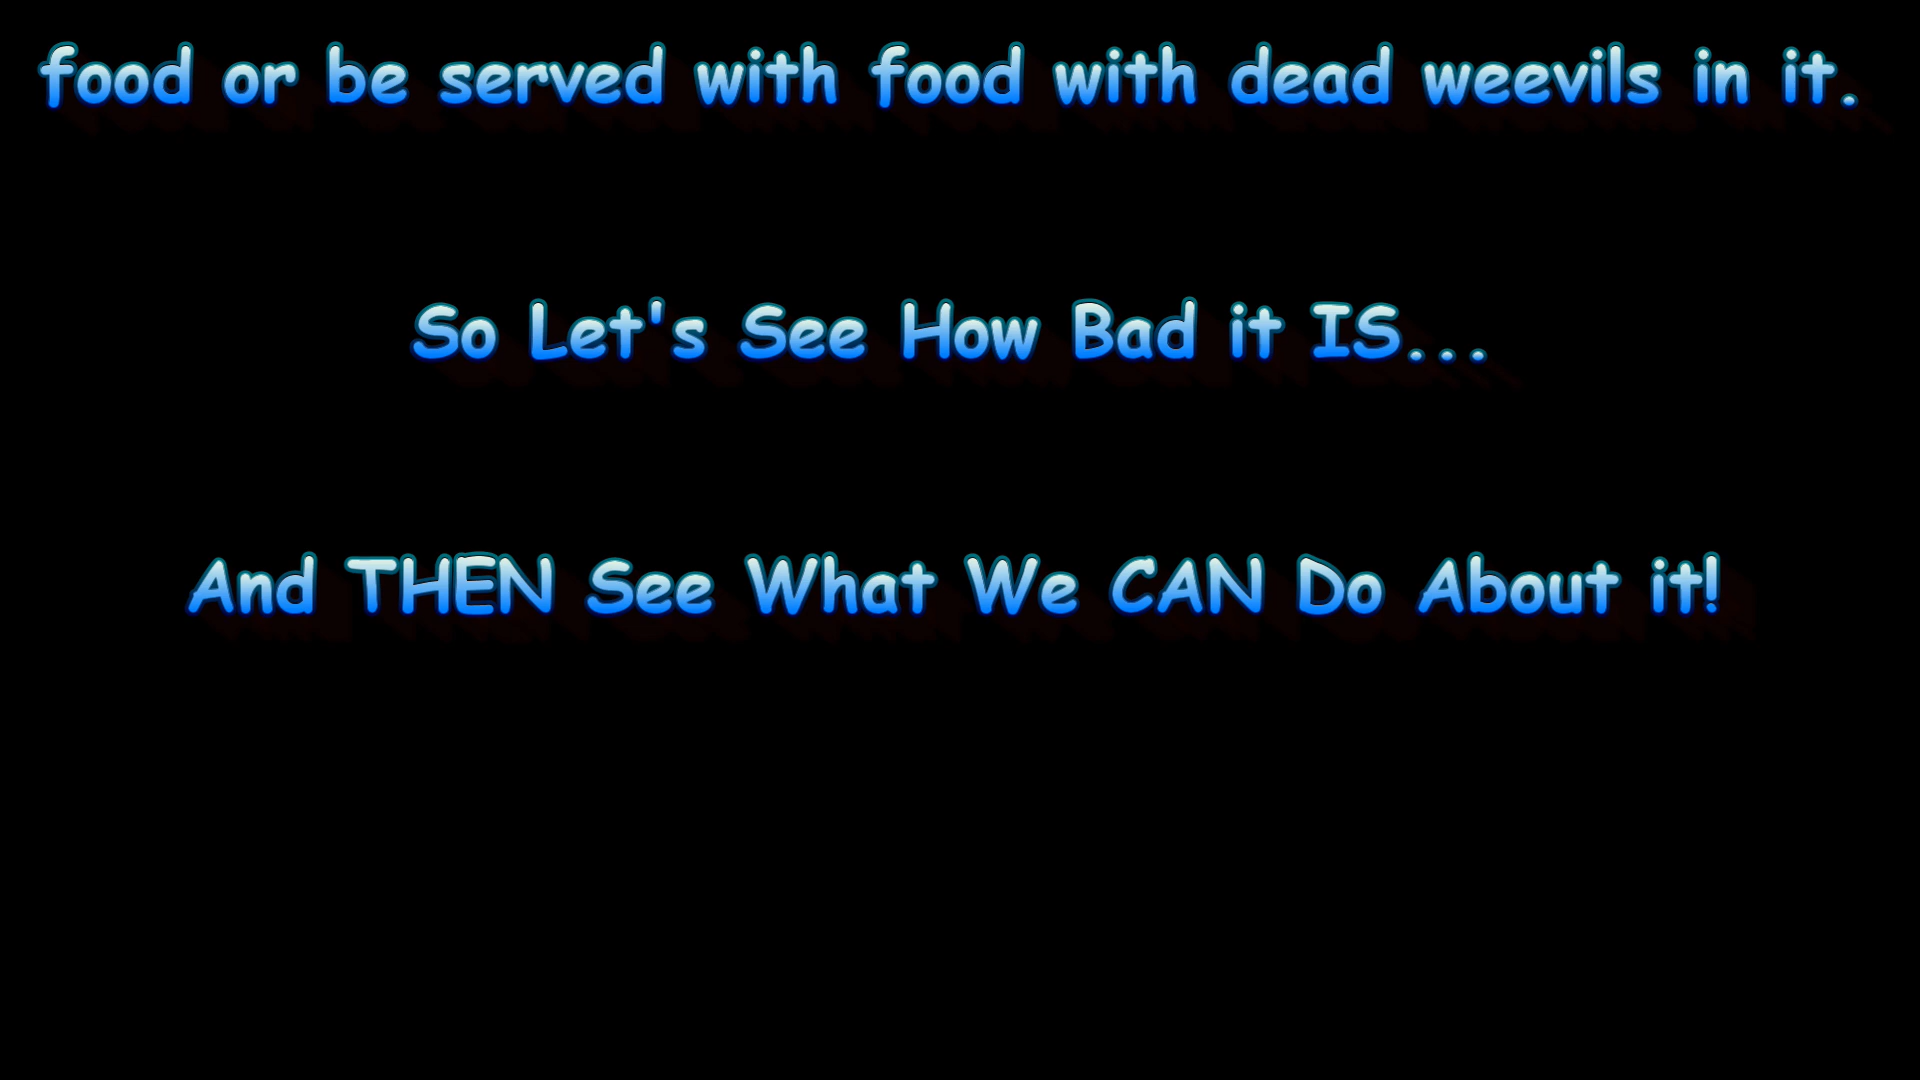 food or be served with food with dead weevils in it.
So Let's See How Bad it IS...
And THEN See What We CAN Do About it!